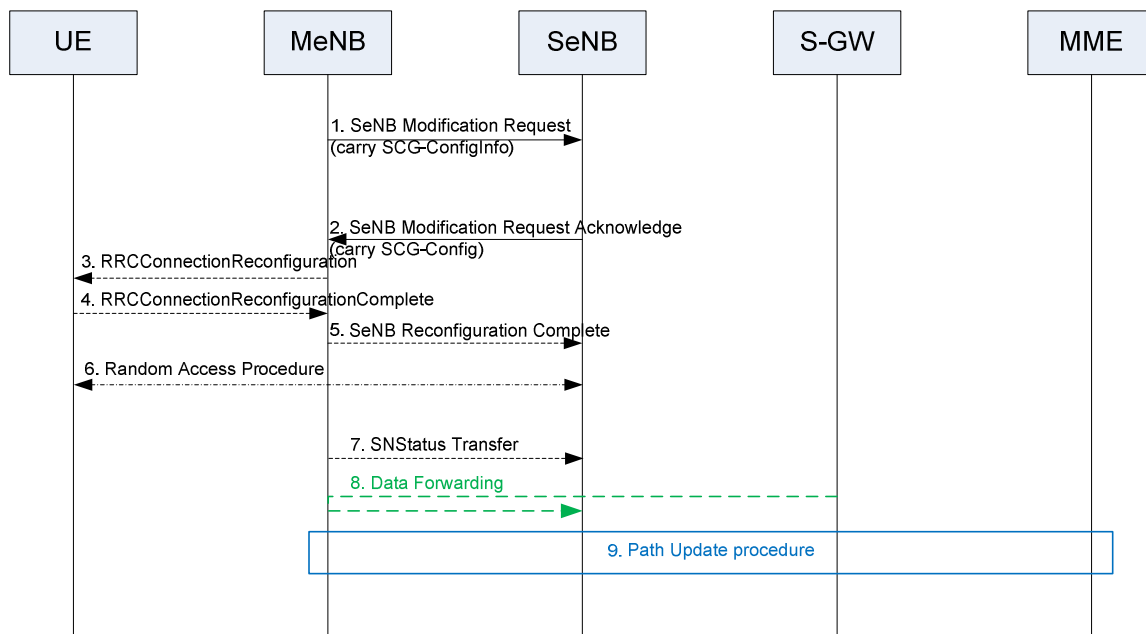 UE
MeNB
SeNB
S-GW
MME
1. SeNB Modification Request
(carry SCG-ConfigInfo)
2. SeNB Modification Request Acknowledge
(carry SCG-Config)
3. RRCConnectionReconfiguration
4. RRCConnectionReconfigurationComplete
5. SeNB Reconfiguration Complete
6. Random Access Procedure
7. SNStatus Transfer
8. Data Forwarding
9. Path Update procedure